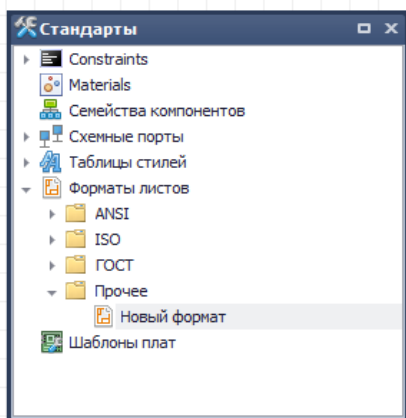 Стандарты
Constraints
Materials
Семейства компонентов
Схемные порты
Таблицы стилей
Форматы листов
ANSI
ISO
ГОСТ
Прочее
Новый формат
Шаблоны плат